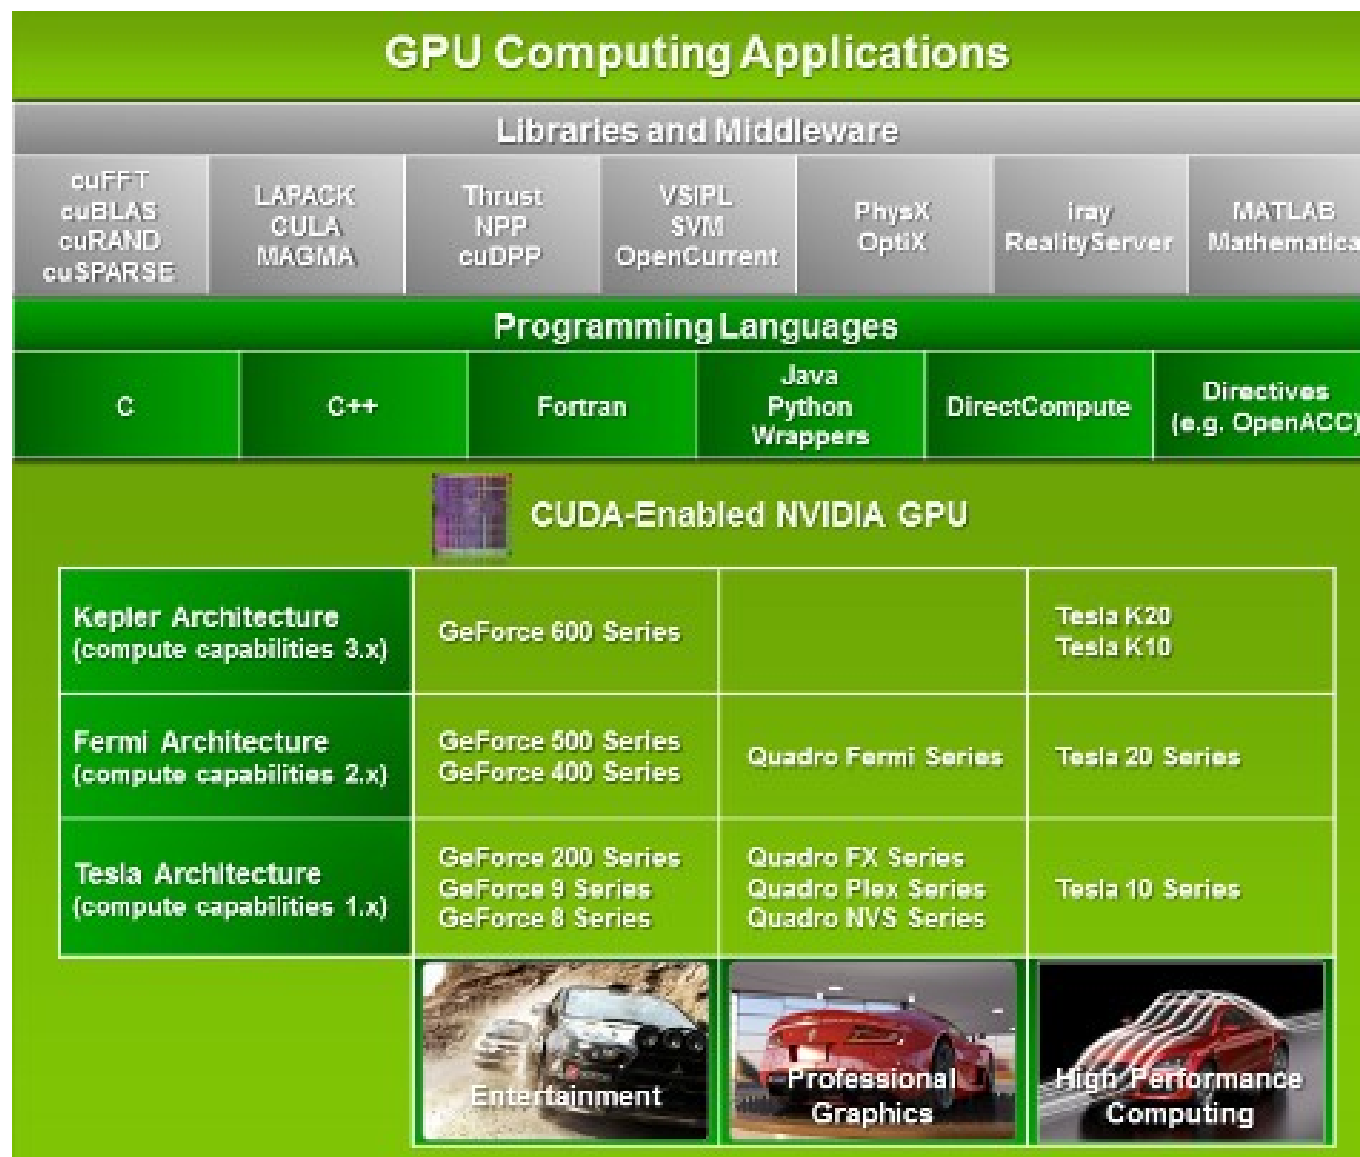 GPU Computing Applications
Libraries and Middleware
cuFFT
cuBLAS
cuRAND
cuSPARSE
LAPACK
CULA
MAGMA
Thrust
NPP
cuDPP
VSIPL
SVM
OpenCurrent
PhysX
OptiX
iray
RealityServer
MATLAB
Mathematica
Programming Languages
C
C++
Fortran
Java
Python
Wrappers
DirectCompute
Directives
(e.g. OpenACC)
CUDA-Enabled NVIDIA GPU
Kepler Architecture
(compute capabilities 3.x)
GeForce 600 Series
Tesla K20
Tesla K10
Fermi Architecture
(compute capabilities 2.x)
GeForce 500 Series
GeForce 400 Series
Quadro Fermi Series
Tesla 20 Series
Tesla Architecture
(compute capabilities 1.x)
GeForce 200 Series
GeForce 9 Series
GeForce 8 Series
Quadro FX Series
Quadro Plex Series
Quadro NVS Series
Tesla 10 Series
Entertainment
Professional
Graphics
High Performance
Computing